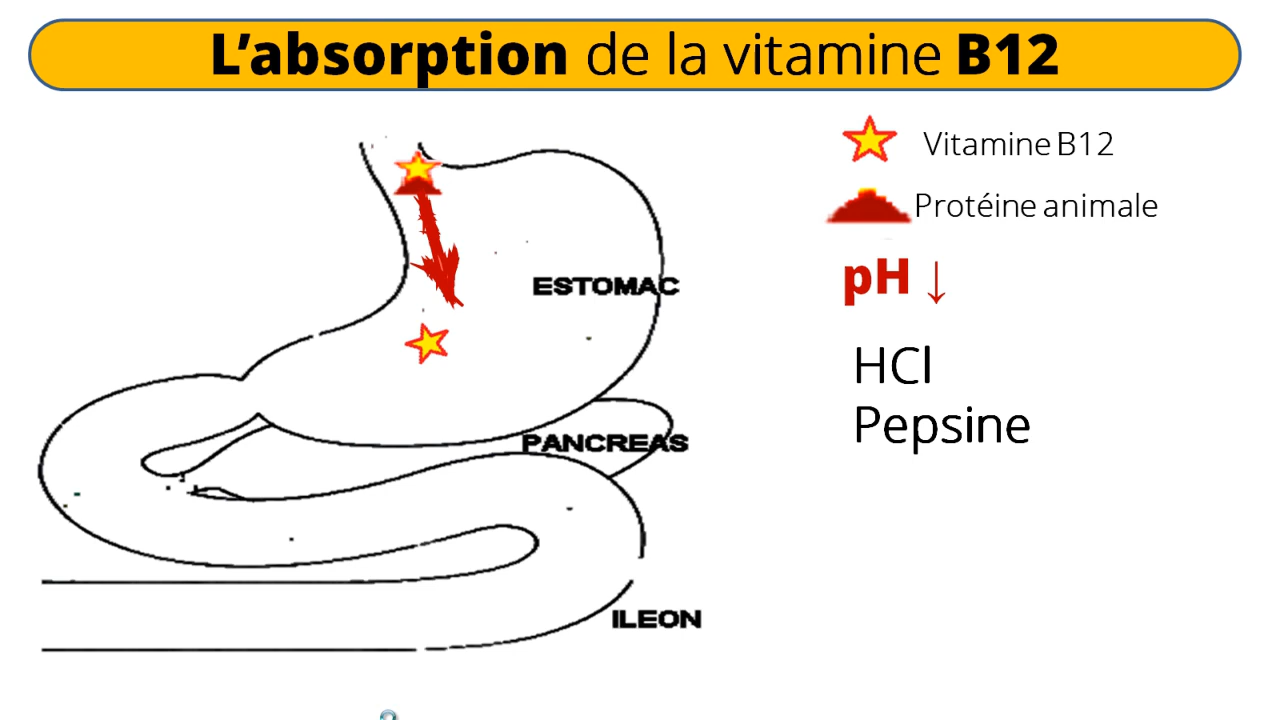 L’absorption de la vitamine B12
Vitamine B12
Protéine animale
pH ↓
HCl
Pepsine
ESTOMAC
PANCREAS
ILEON